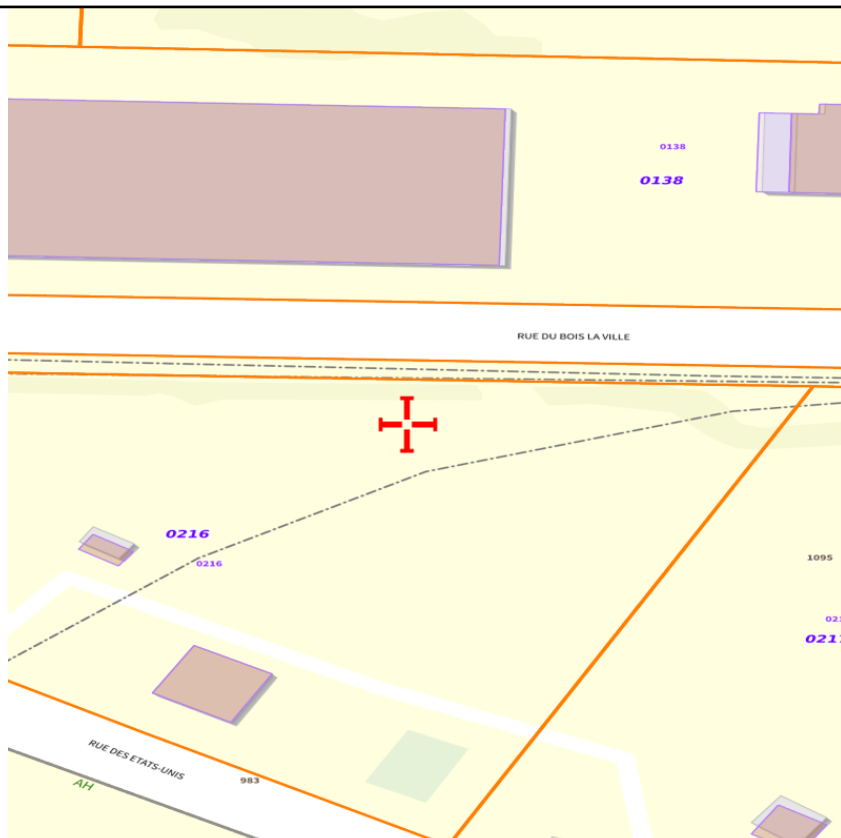 0138
0138
RUE DU BOIS LA VILLE
0216
0216
1095
RUE DES ETATS-UNIS
983
AH